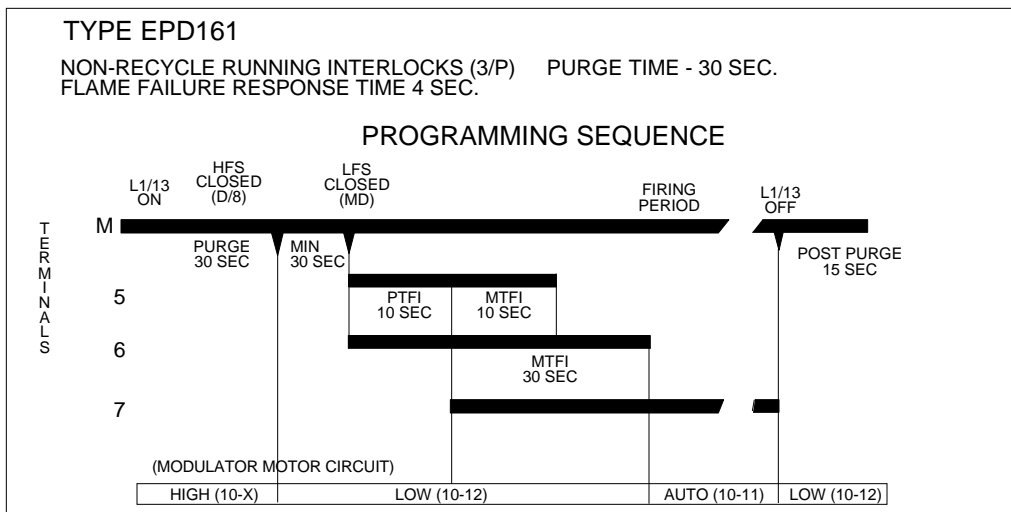 TYPE EPD161
NON-RECYCLE RUNNING INTERLOCKS (3/P) PURGE TIME - 30 SEC.
FLAME FAILURE RESPONSE TIME 4 SEC.
PROGRAMMING SEQUENCE
L1/13
ON
HFS
CLOSED
(D/8)
LFS
CLOSED
(MD)
FIRING
PERIOD
L1/13
OFF
TERMINALS
M
PURGE
30 SEC
MIN
30 SEC
POST PURGE
15 SEC
5
PTFI
10 SEC
MTFI
10 SEC
6
MTFI
30 SEC
7
(MODULATOR MOTOR CIRCUIT)
HIGH (10-X) LOW (10-12) AUTO (10-11) LOW (10-12)